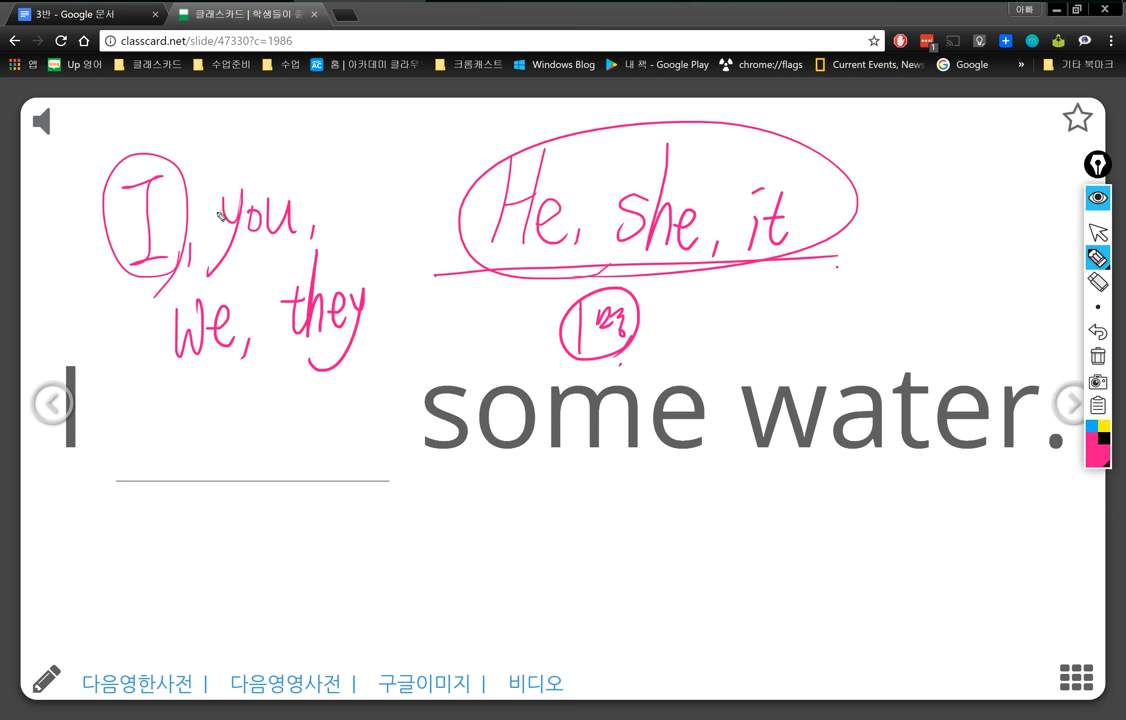 3반 - Google 문서
클래스카드 | 학생들이 좋
아빠
classcard.net/slide/47330?c=1986
앱 Up 영어 클래스카드 수업준비 수업 홈 | 아카데미 클라우 크롬캐스트 Windows Blog 내 책 - Google Play chrome://flags Current Events, News Google » 기타 북마크
I, you, He, she, it
we, they 1명
I some water.
다음영한사전 | 다음영영사전 | 구글이미지 | 비디오